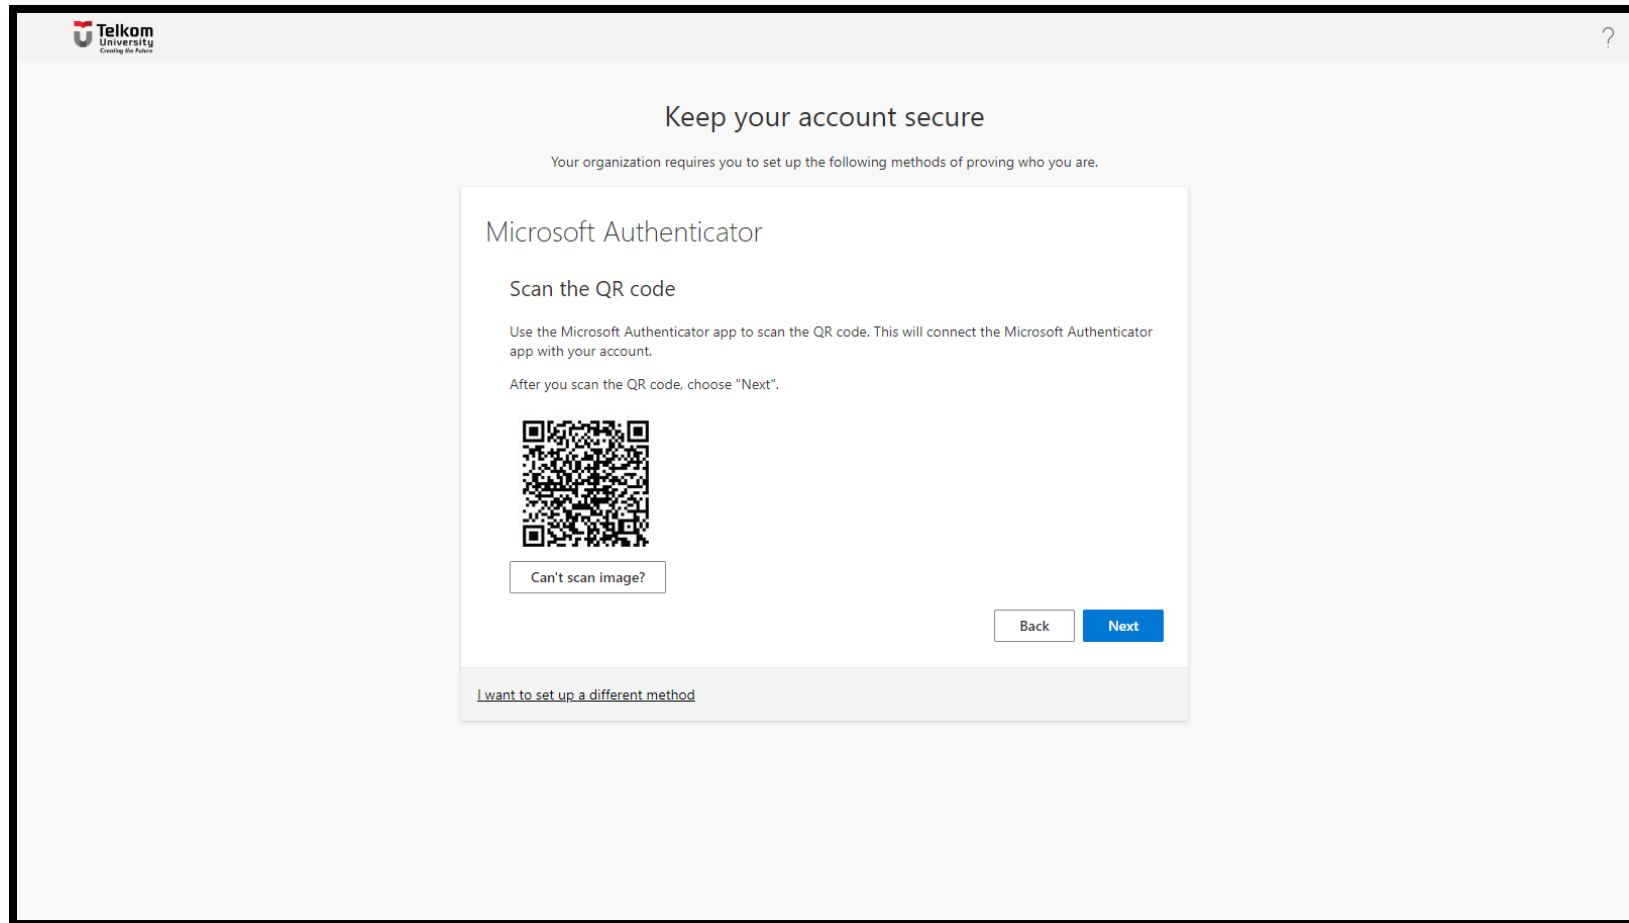 Telkom
University
Creating the Future
?
Keep your account secure
Your organization requires you to set up the following methods of proving who you are.
Microsoft Authenticator
Scan the QR code
Use the Microsoft Authenticator app to scan the QR code. This will connect the Microsoft Authenticator
app with your account.
After you scan the QR code, choose "Next".
Can't scan image?
Back
Next
I want to set up a different method